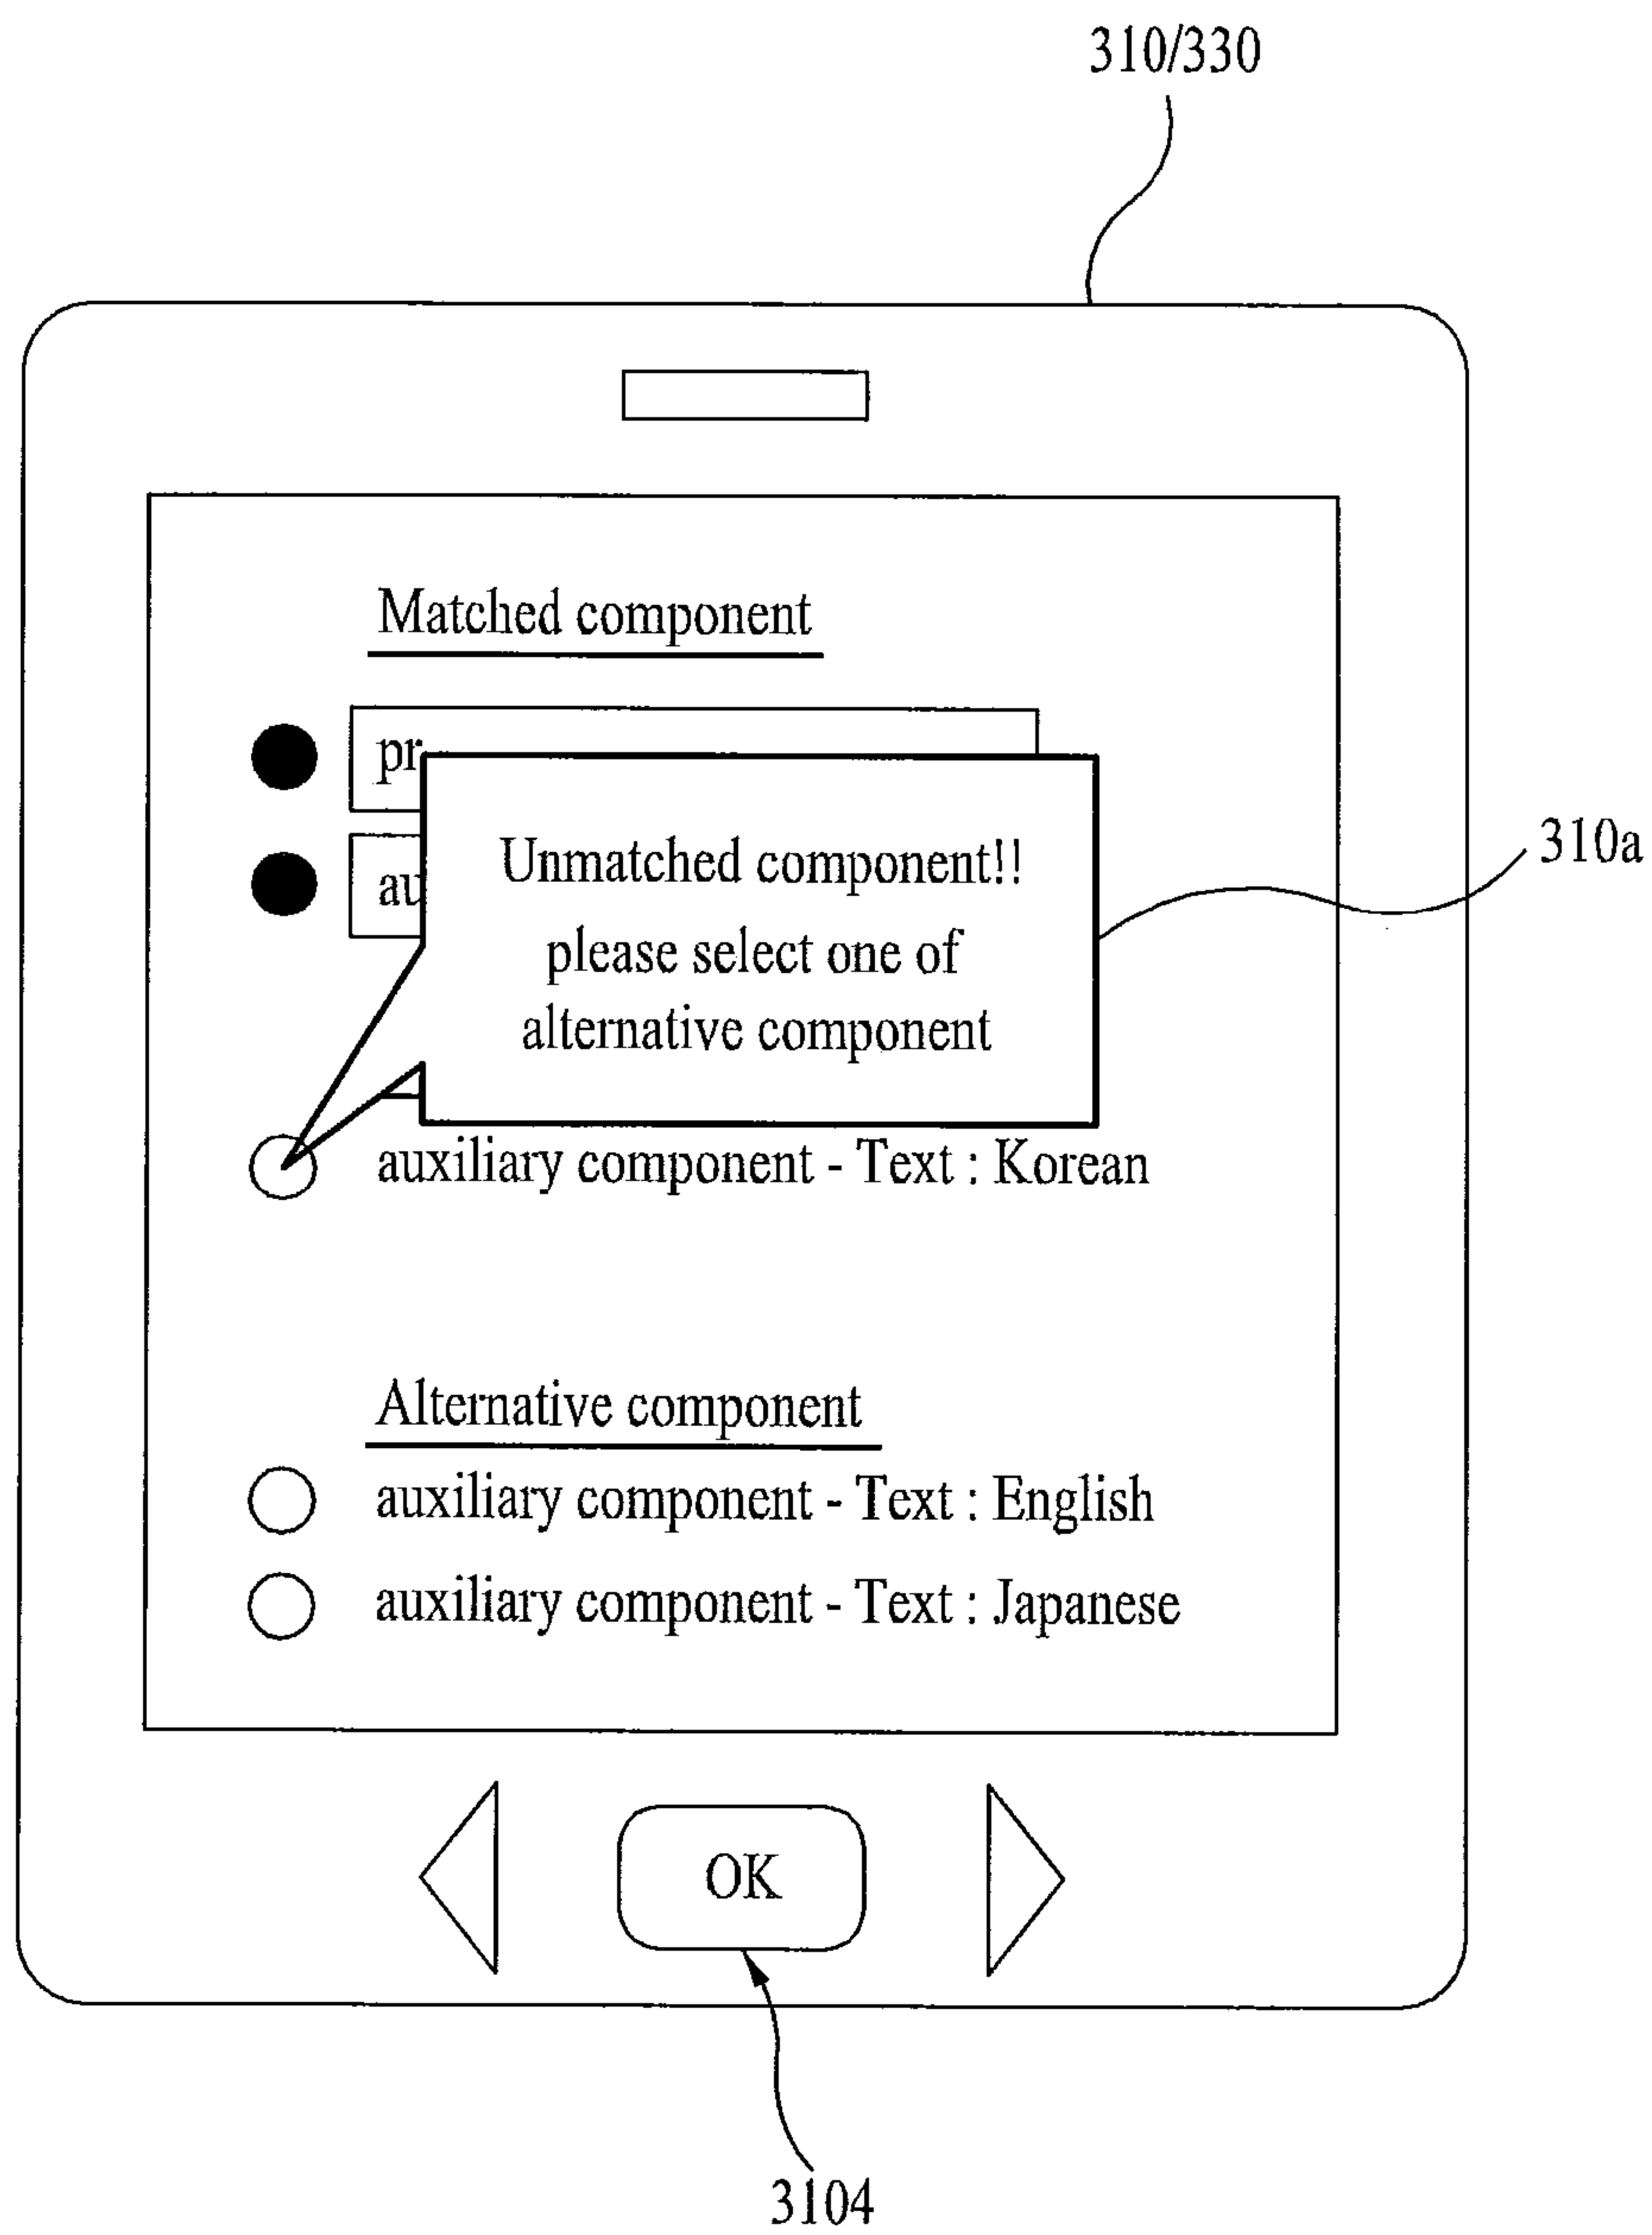 310/330
Matched component
pr
au
Unmatched component!!
please select one of
alternative component
310a
auxiliary component - Text : Korean
Alternative component
auxiliary component - Text : English
auxiliary component - Text : Japanese
OK
3104